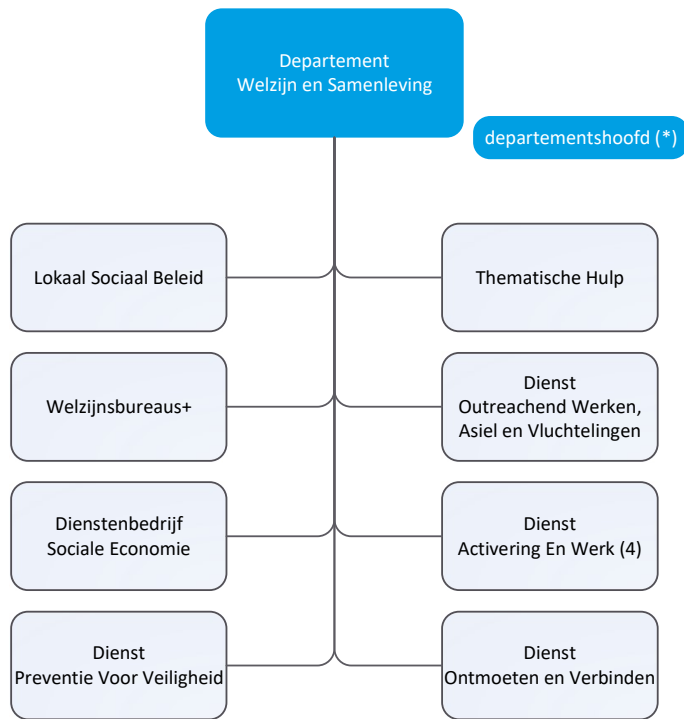 Departement
Welzijn en Samenleving
departementshoofd (*)
Lokaal Sociaal Beleid
Thematische Hulp
Welzijnsbureaus+
Dienst
Outreachend Werken,
Asiel en Vluchtelingen
Dienstenbedrijf
Sociale Economie
Dienst
Activering En Werk (4)
Dienst
Preventie Voor Veiligheid
Dienst
Ontmoeten en Verbinden